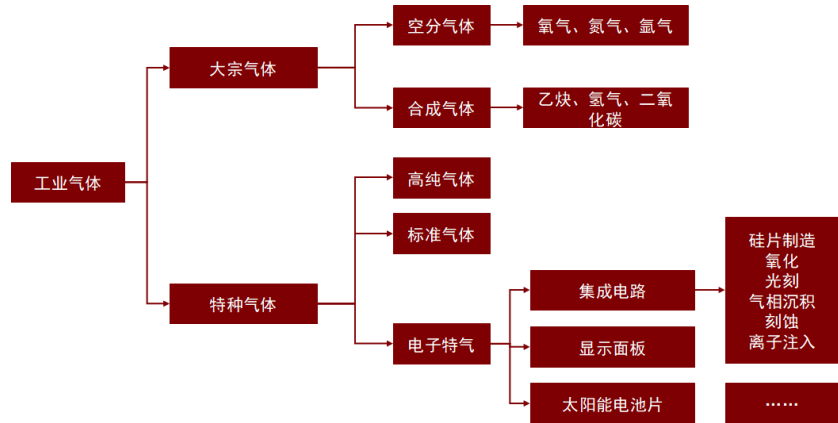 空分气体
氧气、氮气、氩气
大宗气体
合成气体
乙炔、氢气、二氧
化碳
工业气体
高纯气体
标准气体
特种气体
电子特气
集成电路
硅片制造
氧化
光刻
气相沉积
刻蚀
离子注入
显示面板
太阳能电池片
……